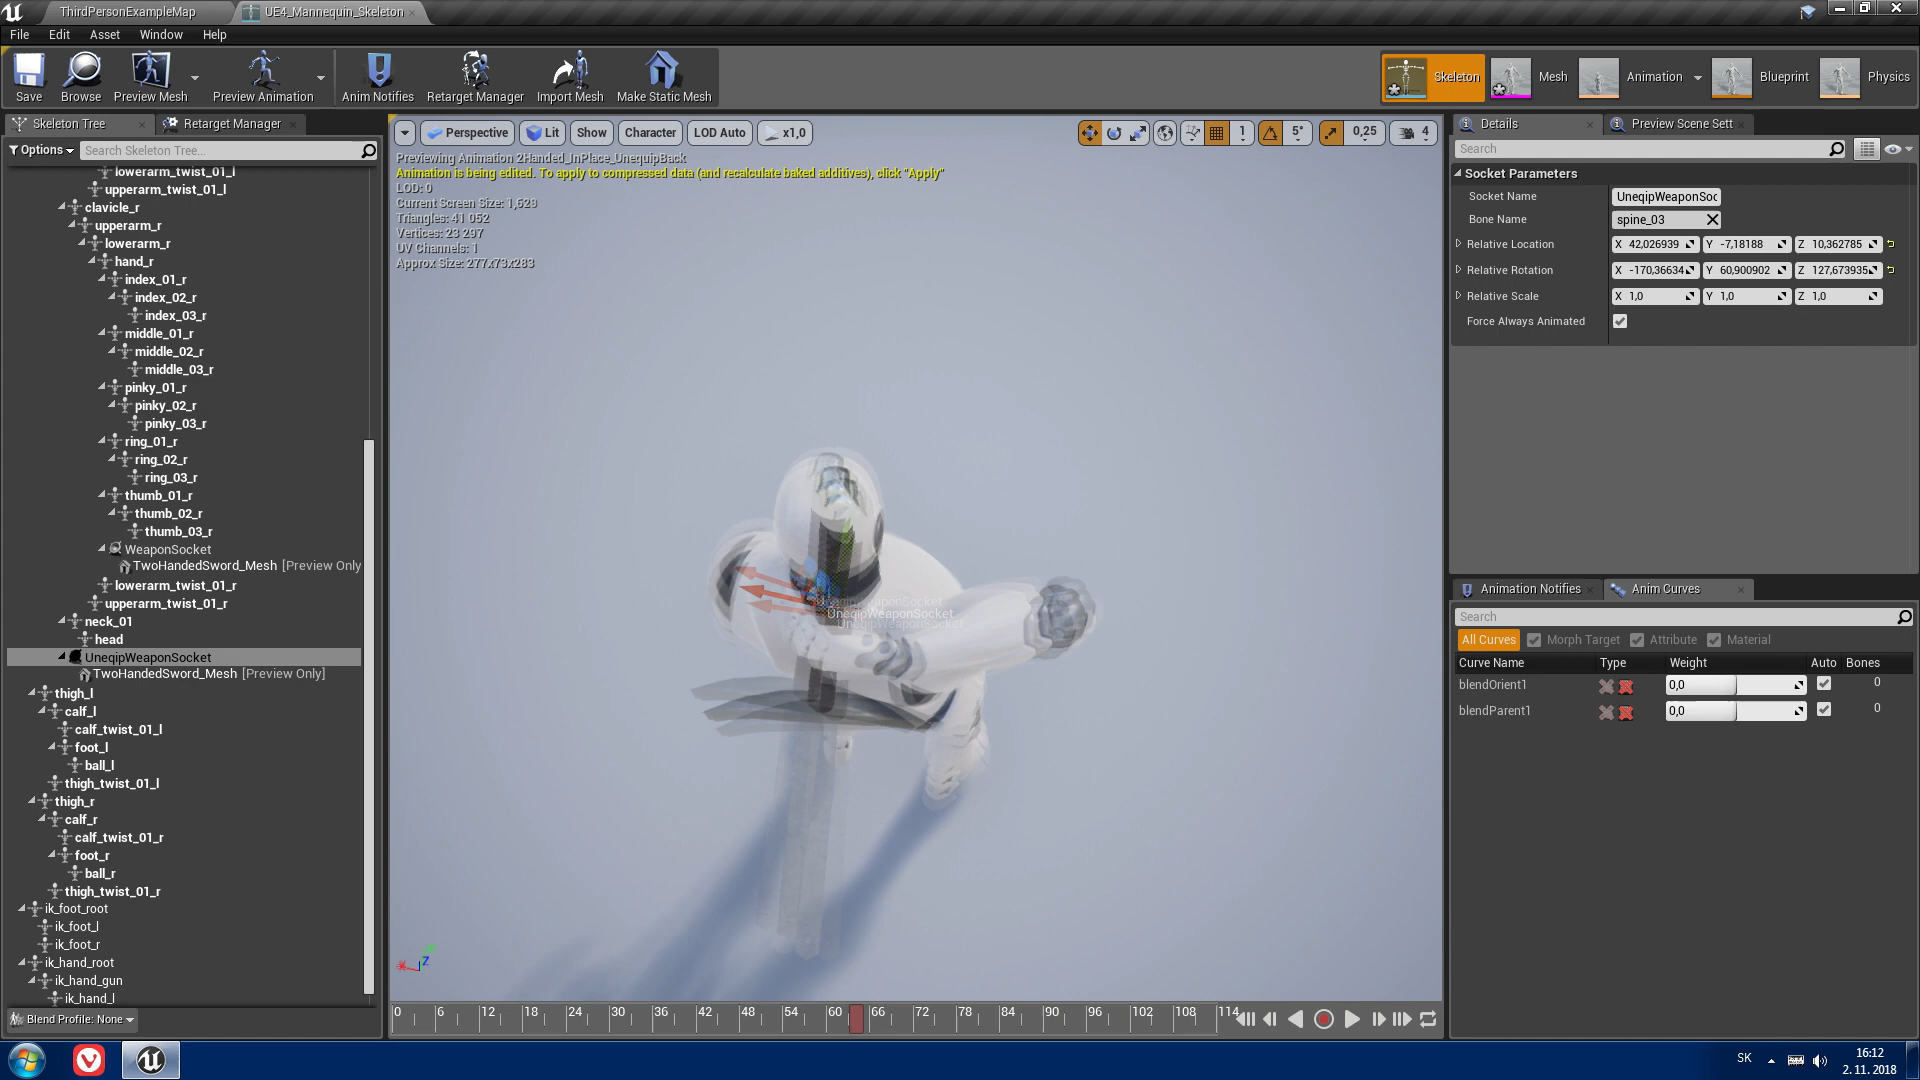 ThirdPersonExampleMap
UE4_Mannequin_Skeleton
File Edit Asset Window Help
Save Browse Preview Mesh Preview Animation Anim Notifies Retarget Manager Import Mesh Make Static Mesh
Skeleton Mesh Animation Blueprint Physics
Skeleton Tree Retarget Manager
Options Search Skeleton Tree...
lowerarm_twist_01_l
upperarm_twist_01_l
clavicle_r
upperarm_r
lowerarm_r
hand_r
index_01_r
index_02_r
index_03_r
middle_01_r
middle_02_r
middle_03_r
pinky_01_r
pinky_02_r
pinky_03_r
ring_01_r
ring_02_r
ring_03_r
thumb_01_r
thumb_02_r
thumb_03_r
WeaponSocket
TwoHandedSword_Mesh [Preview Only
lowerarm_twist_01_r
upperarm_twist_01_r
neck_01
head
UneqipWeaponSocket
TwoHandedSword_Mesh [Preview Only]
thigh_l
calf_l
calf_twist_01_l
foot_l
ball_l
thigh_twist_01_l
thigh_r
calf_r
calf_twist_01_r
foot_r
ball_r
thigh_twist_01_r
ik_foot_root
ik_foot_l
ik_foot_r
ik_hand_root
ik_hand_gun
ik_hand_l
Blend Profile: None
Perspective Lit Show Character LOD Auto x1,0
1 5° 0,25 4
Previewing Animation 2Handed_InPlace_UnequipBack
Animation is being edited. To apply to compressed data (and recalculate baked additives), click "Apply"
LOD: 0
Current Screen Size: 1,629
Triangles: 41 052
Vertices: 23 297
UV Channels: 1
Approx Size: 277x73x283
UneqipWeaponSocket
UneqipWeaponSocket
UneqipWeaponSocket
Z
0 6 12 18 24 30 36 42 48 54 60 66 72 78 84 90 96 102 108 114
Details Preview Scene Sett
Search
Socket Parameters
Socket Name UneqipWeaponSoc
Bone Name spine_03
Relative Location X 42,026939 Y -7,18188 Z 10,362785
Relative Rotation X -170,36634 Y 60,900902 Z 127,673935
Relative Scale X 1,0 Y 1,0 Z 1,0
Force Always Animated
Animation Notifies Anim Curves
Search
All Curves Morph Target Attribute Material
Curve Name Type Weight Auto Bones
blendOrient1 0,0 0
blendParent1 0,0 0
SK
16:12
2. 11. 2018